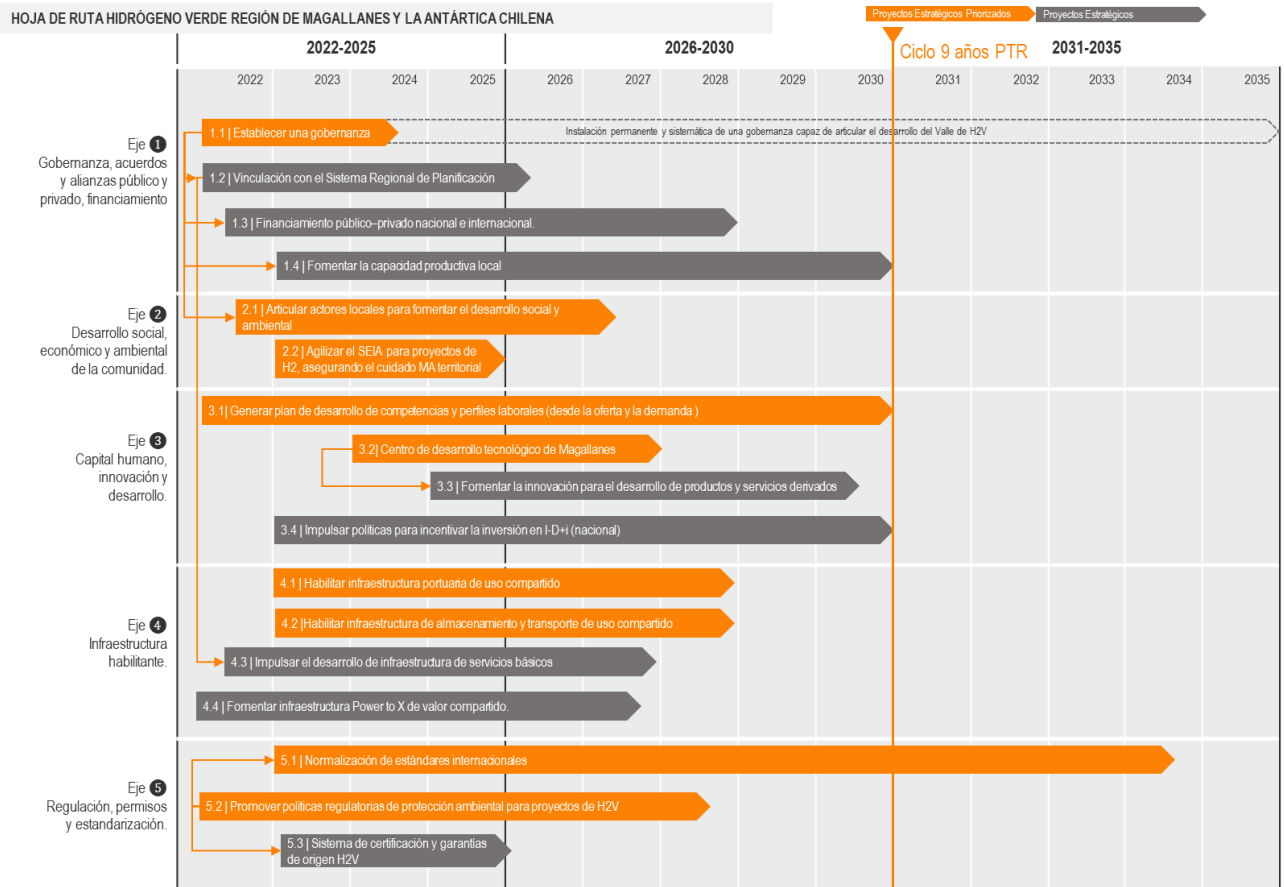 HOJA DE RUTA HIDRÓGENO VERDE REGIÓN DE MAGALLANES Y LA ANTÁRTICA CHILENA
Proyectos Estratégicos Priorizados
Proyectos Estratégicos
2022-2025
2026-2030
Ciclo 9 años PTR
2031-2035
2022 2023 2024 2025 2026 2027 2028 2029 2030 2031 2032 2033 2034 2035
Eje 1
Gobernanza, acuerdos
y alianzas público y
privado, financiamiento
1.1 | Establecer una gobernanza
Instalación permanente y sistemática de una gobernanza capaz de articular el desarrollo del Valle de H2V
1.2 | Vinculación con el Sistema Regional de Planificación
1.3 | Financiamiento público–privado nacional e internacional.
1.4 | Fomentar la capacidad productiva local
Eje 2
Desarrollo social,
económico y ambiental
de la comunidad.
2.1 | Articular actores locales para fomentar el desarrollo social y
ambiental
2.2 | Agilizar el SEIA para proyectos de
H2, asegurando el cuidado MA territorial
Eje 3
Capital humano,
innovación y
desarrollo.
3.1| Generar plan de desarrollo de competencias y perfiles laborales (desde la oferta y la demanda )
3.2| Centro de desarrollo tecnológico de Magallanes
3.3 | Fomentar la innovación para el desarrollo de productos y servicios derivados
3.4 | Impulsar políticas para incentivar la inversión en I-D+i (nacional)
Eje 4
Infraestructura
habilitante.
4.1 | Habilitar infraestructura portuaria de uso compartido
4.2 |Habilitar infraestructura de almacenamiento y transporte de uso compartido
4.3 | Impulsar el desarrollo de infraestructura de servicios básicos
4.4 | Fomentar infraestructura Power to X de valor compartido.
Eje 5
Regulación, permisos
y estandarización.
5.1 | Normalización de estándares internacionales
5.2 | Promover políticas regulatorias de protección ambiental para proyectos de H2V
5.3 | Sistema de certificación y garantías
de origen H2V